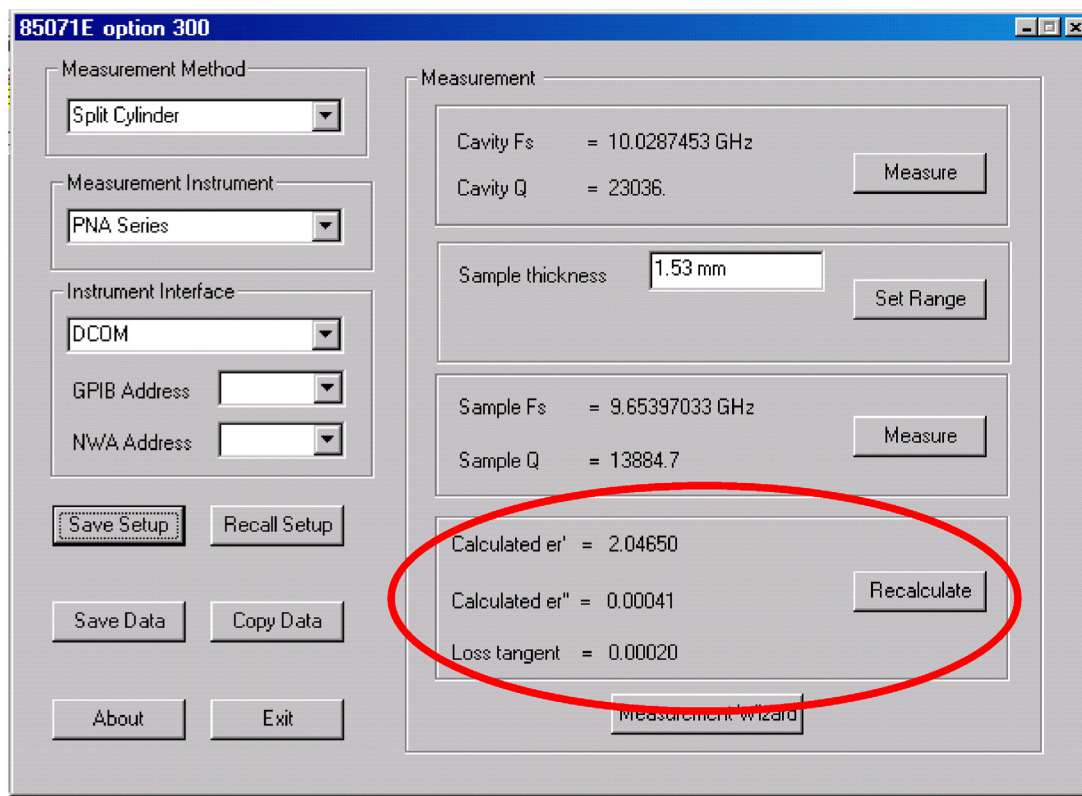 85071E option 300
Measurement Method
Split Cylinder
Measurement Instrument
PNA Series
Instrument Interface
DCOM
GPIB Address
NWA Address
Save Setup
Recall Setup
Save Data
Copy Data
About
Exit
Measurement
Cavity Fs = 10.0287453 GHz
Cavity Q = 23036.
Measure
Sample thickness 1.53 mm
Set Range
Sample Fs = 9.65397033 GHz
Sample Q = 13884.7
Measure
Calculated er' = 2.04650
Calculated er" = 0.00041
Loss tangent = 0.00020
Recalculate
Measurement Wizard